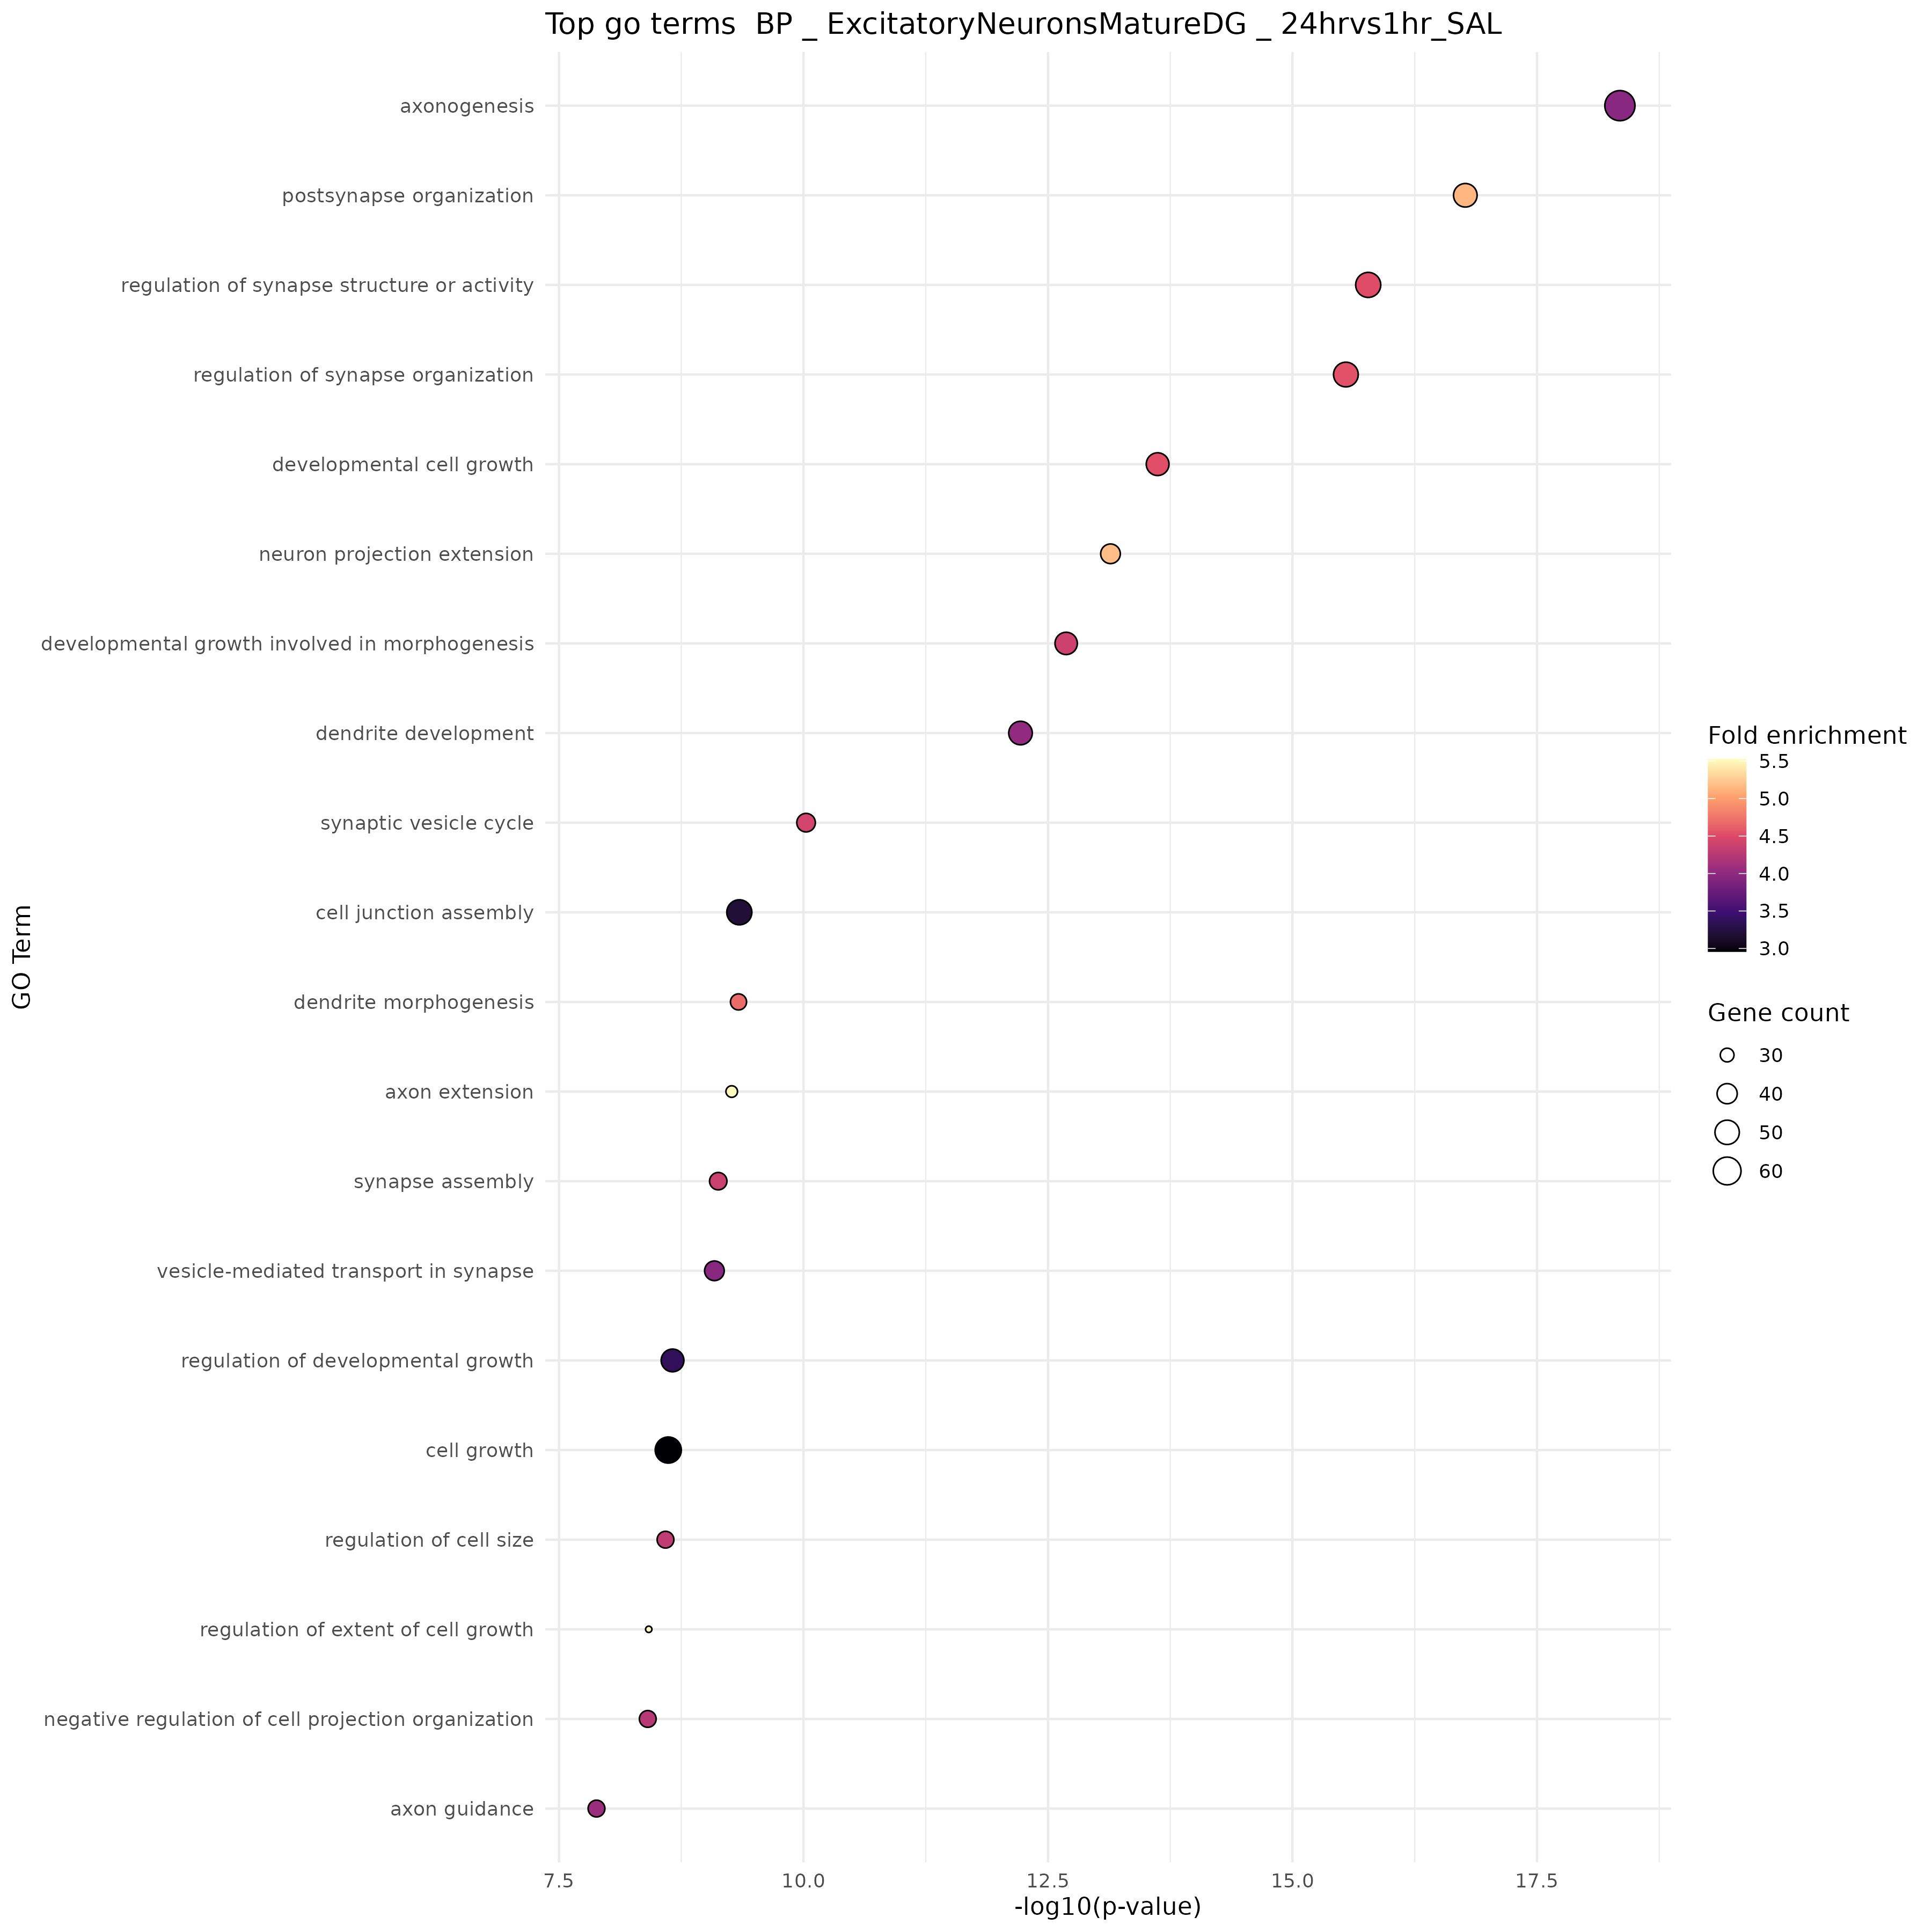 Top go terms  BP _ ExcitatoryNeuronsMatureDG _ 24hrvs1hr_SAL
GO Term
axonogenesis
postsynapse organization
regulation of synapse structure or activity
regulation of synapse organization
developmental cell growth
neuron projection extension
developmental growth involved in morphogenesis
dendrite development
synaptic vesicle cycle
cell junction assembly
dendrite morphogenesis
axon extension
synapse assembly
vesicle-mediated transport in synapse
regulation of developmental growth
cell growth
regulation of cell size
regulation of extent of cell growth
negative regulation of cell projection organization
axon guidance
7.5 10.0 12.5 15.0 17.5
-log10(p-value)
Fold enrichment
5.5
5.0
4.5
4.0
3.5
3.0
Gene count
30
40
50
60